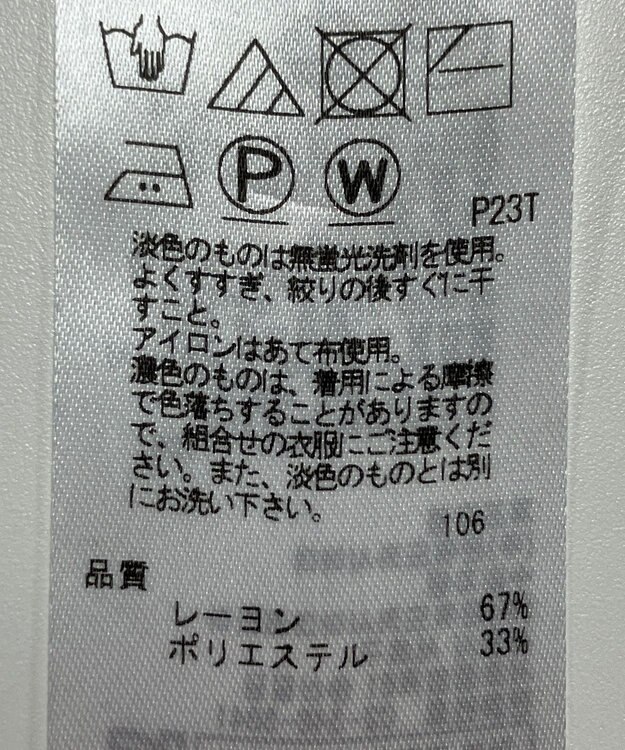 P W
P23T
淡色のものは無蛍光洗剤を使用。
よくすすぎ、絞りの後すぐに干
すこと。
アイロンはあて布使用。
濃色のものは、着用による摩擦
で色落ちすることがありますの
で、組合せの衣服にご注意くだ
さい。また、淡色のものとは別
にお洗い下さい。
106
品質
レーヨン 67%
ポリエステル 33%